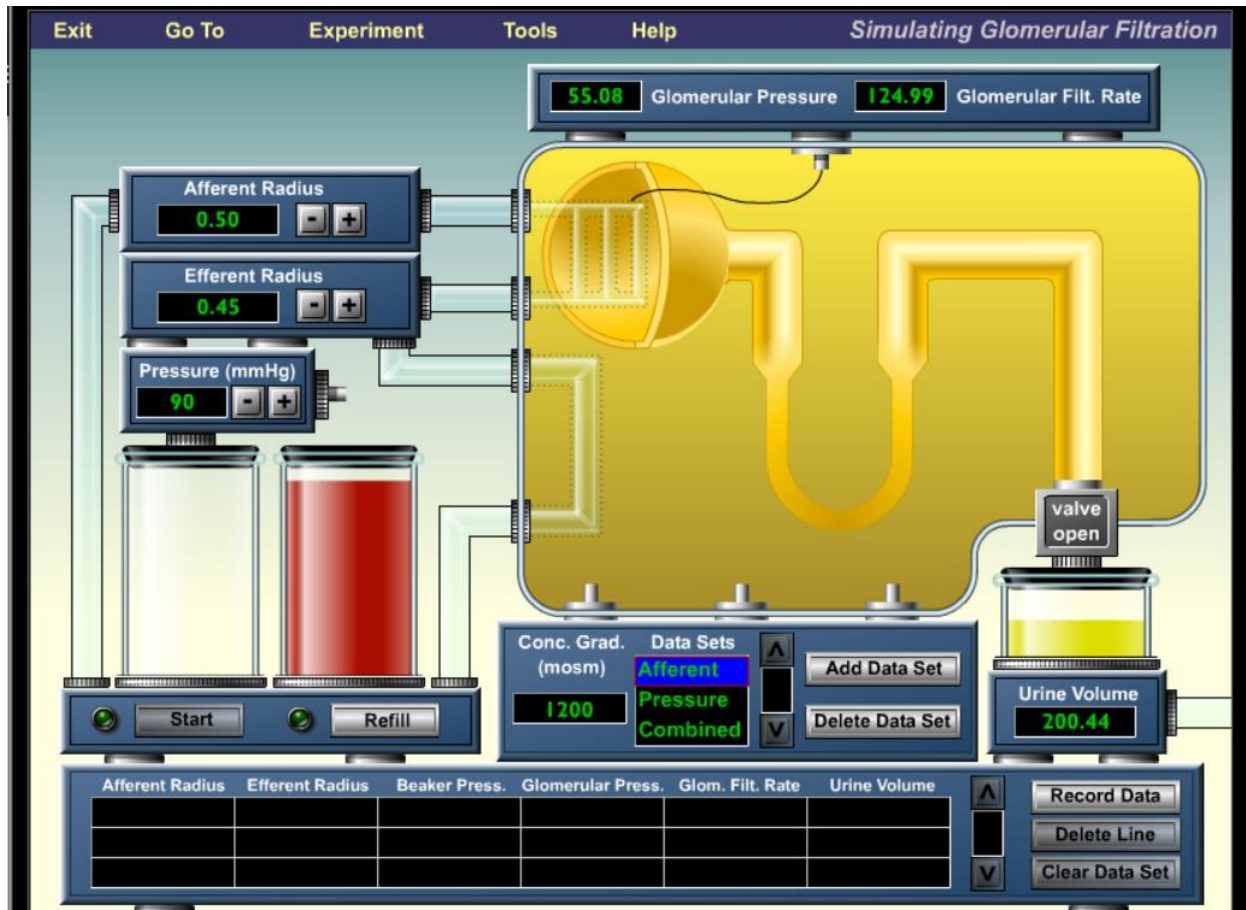 Exit Go To Experiment Tools Help Simulating Glomerular Filtration
55.08 Glomerular Pressure 124.99 Glomerular Filt. Rate
Afferent Radius
0.50 - +
Efferent Radius
0.45 - +
Pressure (mmHg)
90 - +
valve
open
Conc. Grad.
(mosm)
1200
Data Sets
Afferent
Pressure
Combined
Add Data Set
Delete Data Set
Urine Volume
200.44
Start Refill
Afferent Radius Efferent Radius Beaker Press. Glomerular Press. Glom. Filt. Rate Urine Volume
Record Data
Delete Line
Clear Data Set